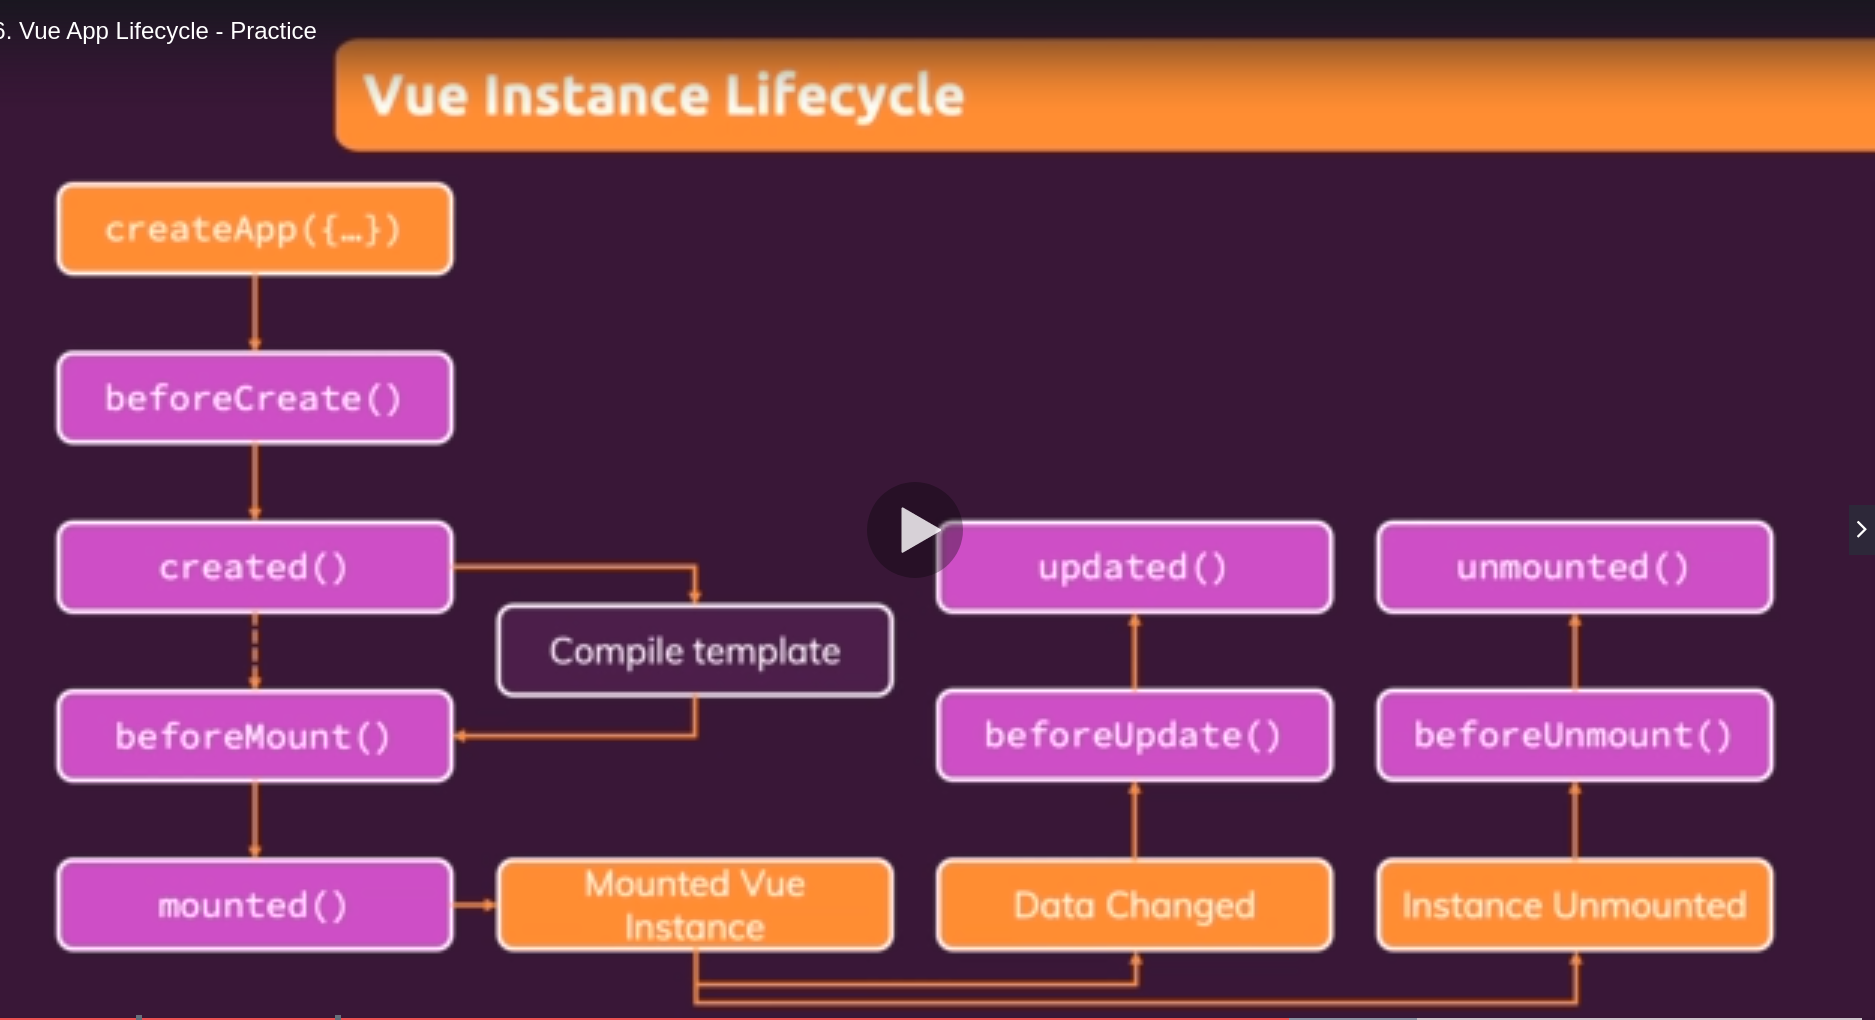 6. Vue App Lifecycle - Practice
Vue Instance Lifecycle
createApp({…})
beforeCreate()
created()
updated()
unmounted()
Compile template
beforeMount()
beforeUpdate()
beforeUnmount()
mounted()
Mounted Vue
Instance
Data Changed
Instance Unmounted